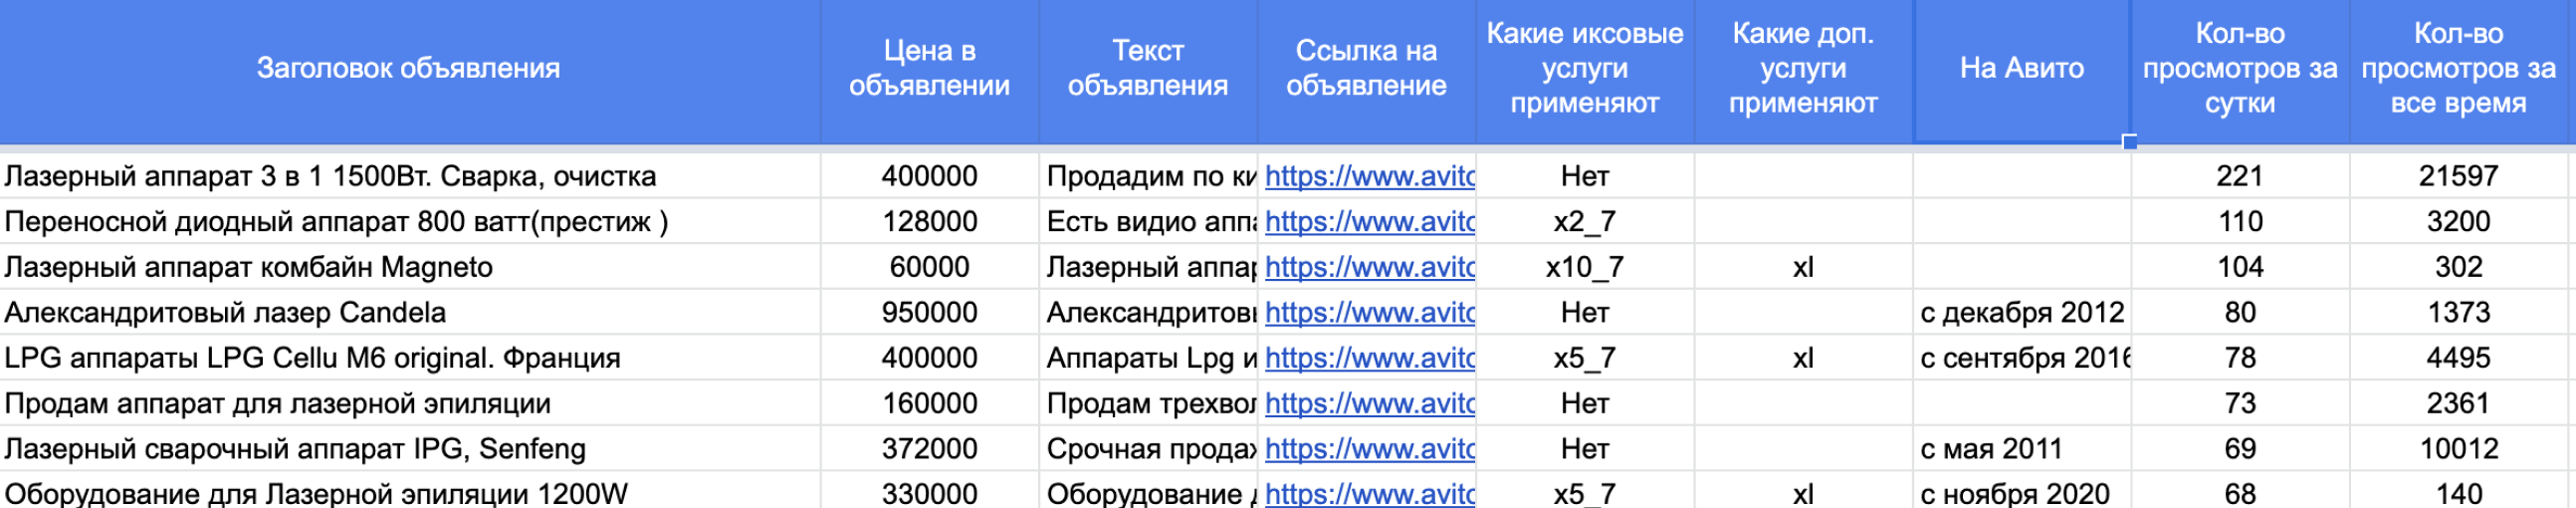 Заголовок объявления
Цена в объявлении
Текст объявления
Ссылка на объявление
Какие иксовые услуги применяют
Какие доп. услуги применяют
На Авито
Кол-во просмотров за сутки
Кол-во просмотров за все время
Лазерный аппарат 3 в 1 1500Вт. Сварка, очистка 400000 Продадим по ки https://www.avito Нет 221 21597
Переносной диодный аппарат 800 ватт(престиж ) 128000 Есть видио аппа https://www.avito x2_7 110 3200
Лазерный аппарат комбайн Magneto 60000 Лазерный аппар https://www.avito x10_7 xl 104 302
Александритовый лазер Candela 950000 Александритовы https://www.avito Нет с декабря 2012 80 1373
LPG аппараты LPG Cellu M6 original. Франция 400000 Аппараты Lpg и https://www.avito x5_7 xl с сентября 2016 78 4495
Продам аппарат для лазерной эпиляции 160000 Продам трехвол https://www.avito Нет 73 2361
Лазерный сварочный аппарат IPG, Senfeng 372000 Срочная продаж https://www.avito Нет с мая 2011 69 10012
Оборудование для Лазерной эпиляции 1200W 330000 Оборудование д https://www.avito x5_7 xl с ноября 2020 68 140